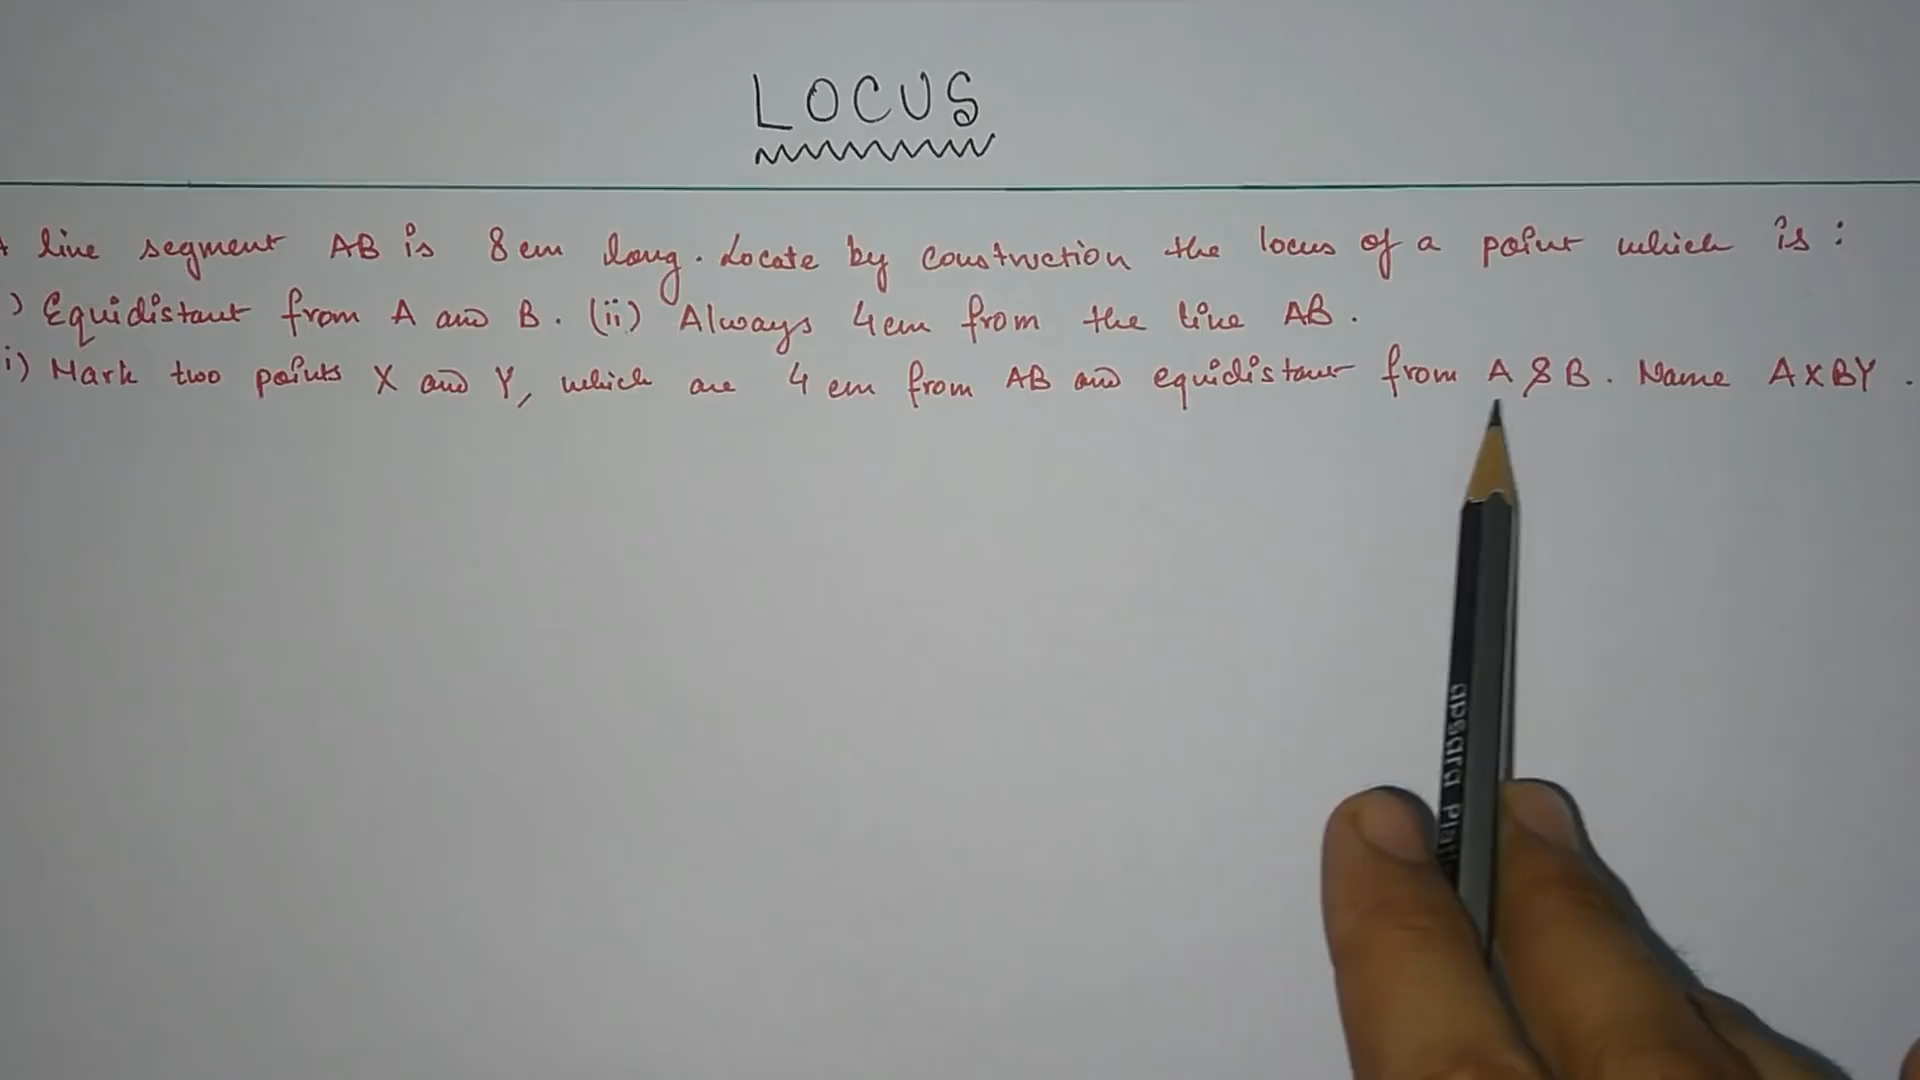 LOCUS
line segment AB is 8 cm long. Locate by construction the locus of a point which is :
) Equidistant from A and B. (ii) Always 4 cm from the line AB.
i) Mark two points X and Y, which are 4 cm from AB and equidistant from A & B. Name AXBY.
apsara Plat